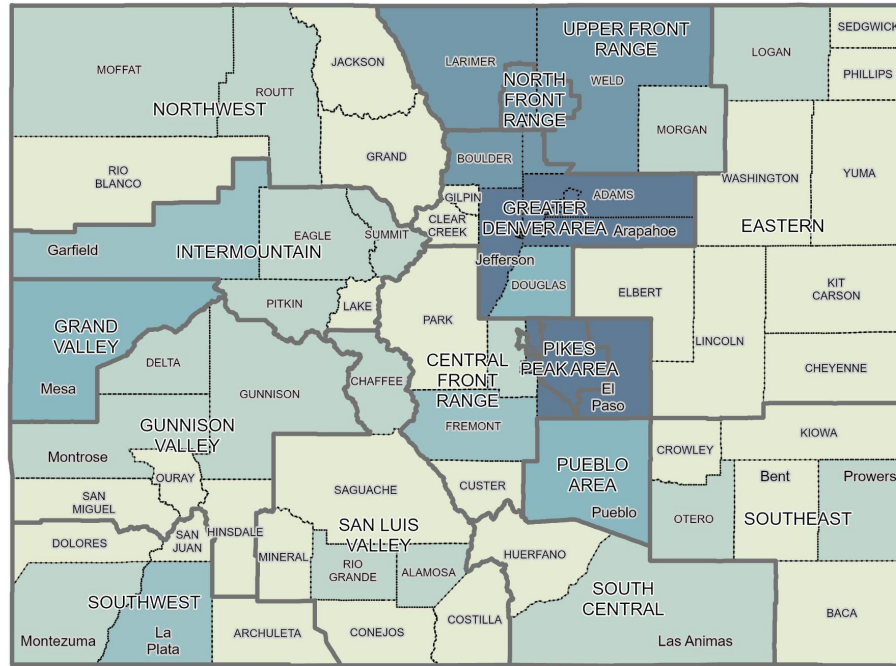 MOFFAT
ROUTT
NORTHWEST
JACKSON
LARIMER
UPPER FRONT
RANGE
WELD
NORTH
FRONT
RANGE
LOGAN
SEDGWICK
PHILLIPS
MORGAN
RIO
BLANCO
GRAND
BOULDER
WASHINGTON
YUMA
EASTERN
GILPIN
CLEAR
CREEK
GREATER
DENVER AREA
ADAMS
Arapahoe
Jefferson
DOUGLAS
Garfield
INTERMOUNTAIN
EAGLE
SUMMIT
PITKIN
LAKE
PARK
ELBERT
LINCOLN
KIT
CARSON
CHEYENNE
GRAND
VALLEY
Mesa
DELTA
GUNNISON
CHAFFEE
CENTRAL
FRONT
RANGE
PIKES
PEAK AREA
El
Paso
FREMONT
GUNNISON
VALLEY
Montrose
OURAY
SAN
MIGUEL
SAGUACHE
CUSTER
PUEBLO
AREA
Pueblo
CROWLEY
KIOWA
Bent
Prowers
OTERO
SOUTHEAST
DOLORES
SAN
JUAN
HINSDALE
MINERAL
SAN LUIS
VALLEY
RIO
GRANDE
ALAMOSA
HUERFANO
SOUTH
CENTRAL
Las Animas
BACA
SOUTHWEST
Montezuma
La
Plata
ARCHULETA
CONEJOS
COSTILLA